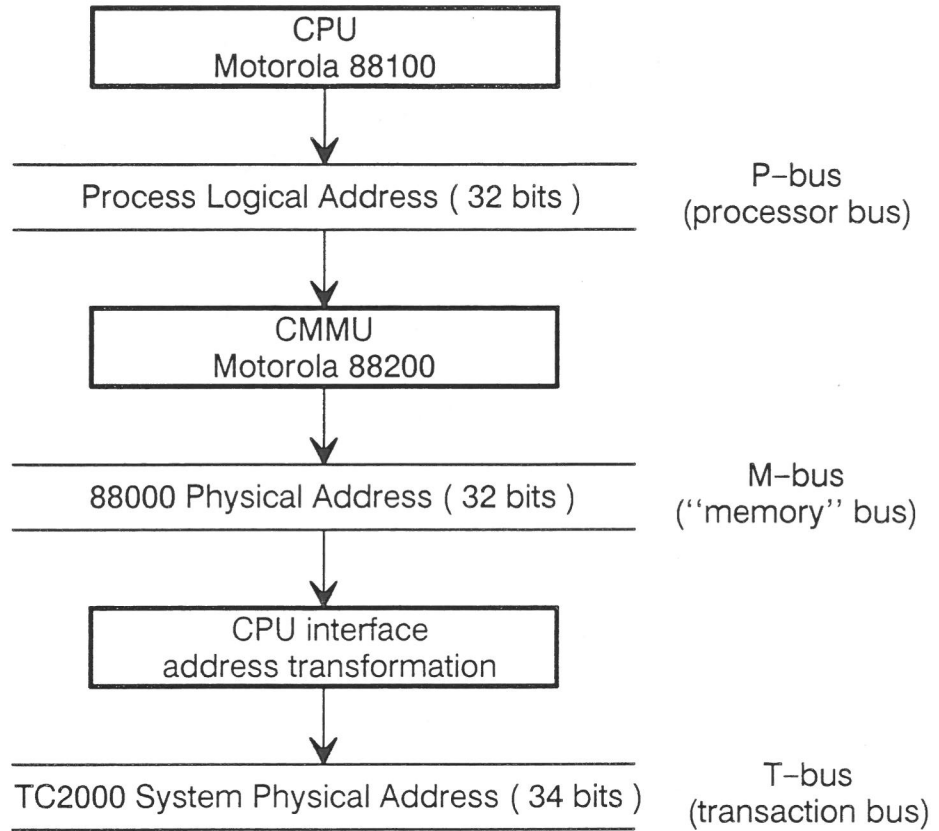 CPU
Motorola 88100
Process Logical Address ( 32 bits )
P–bus
(processor bus)
CMMU
Motorola 88200
88000 Physical Address ( 32 bits )
M–bus
(‘‘memory’’ bus)
CPU interface
address transformation
TC2000 System Physical Address ( 34 bits )
T–bus
(transaction bus)